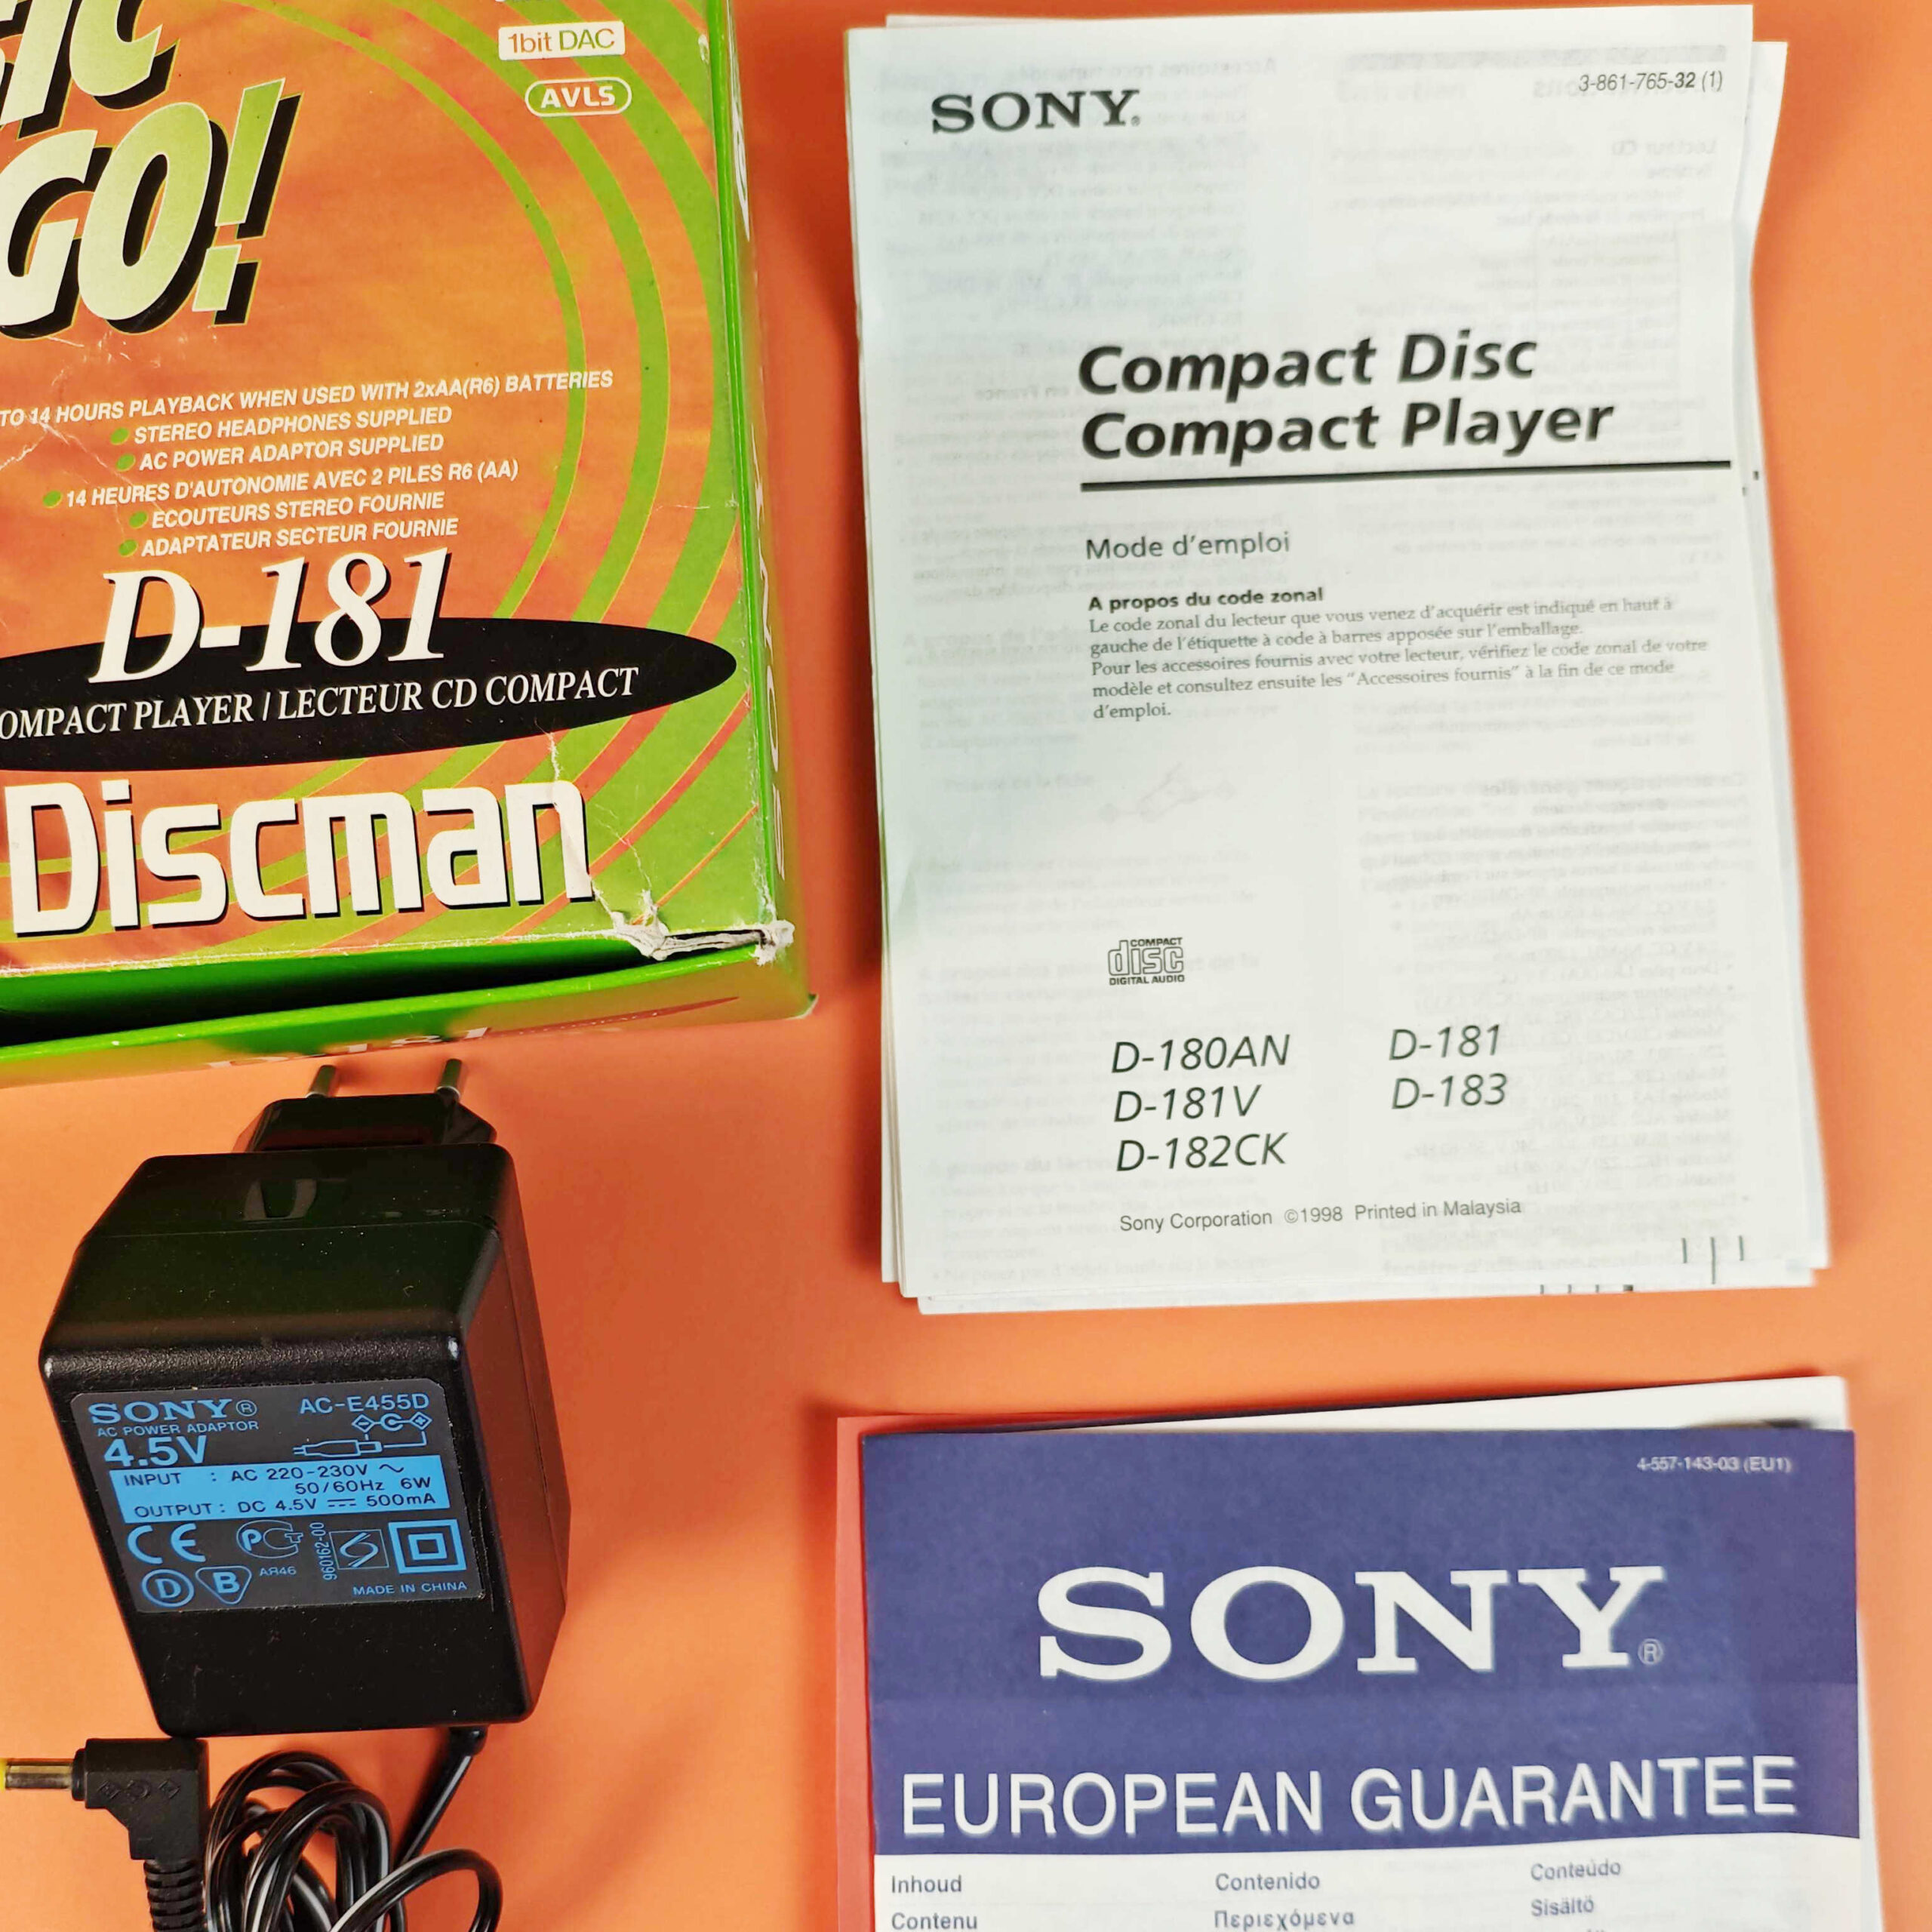 GO!
1bit DAC
AVLS
TO 14 HOURS PLAYBACK WHEN USED WITH 2xAA(R6) BATTERIES
STEREO HEADPHONES SUPPLIED
AC POWER ADAPTOR SUPPLIED
14 HEURES D'AUTONOMIE AVEC 2 PILES R6 (AA)
ECOUTEURS STEREO FOURNIE
ADAPTATEUR SECTEUR FOURNIE
D-181
COMPACT PLAYER / LECTEUR CD COMPACT
Discman
3-861-765-32 (1)
SONY®
Compact Disc
Compact Player
Mode d'emploi
A propos du code zonal
Le code zonal du lecteur que vous venez d'acquérir est indiqué en haut à
gauche de l'étiquette à code à barres apposée sur l'emballage.
Pour les accessoires fournis avec votre lecteur, vérifiez le code zonal de votre
modèle et consultez ensuite les "Accessoires fournis" à la fin de ce mode
d'emploi.
COMPACT
disc
DIGITAL AUDIO
D-180AN D-181
D-181V D-183
D-182CK
Sony Corporation ©1998 Printed in Malaysia
SONY® AC-E455D
AC POWER ADAPTOR
4.5V
INPUT : AC 220-230V ~
50/60Hz 6W
OUTPUT : DC 4.5V 500mA
CE
960162-00
AR46
D B
MADE IN CHINA
4-557-143-03 (EU1)
SONY®
EUROPEAN GUARANTEE
Inhoud Contenido Conteúdo
Contenu Περιεχόμενα Sisältö